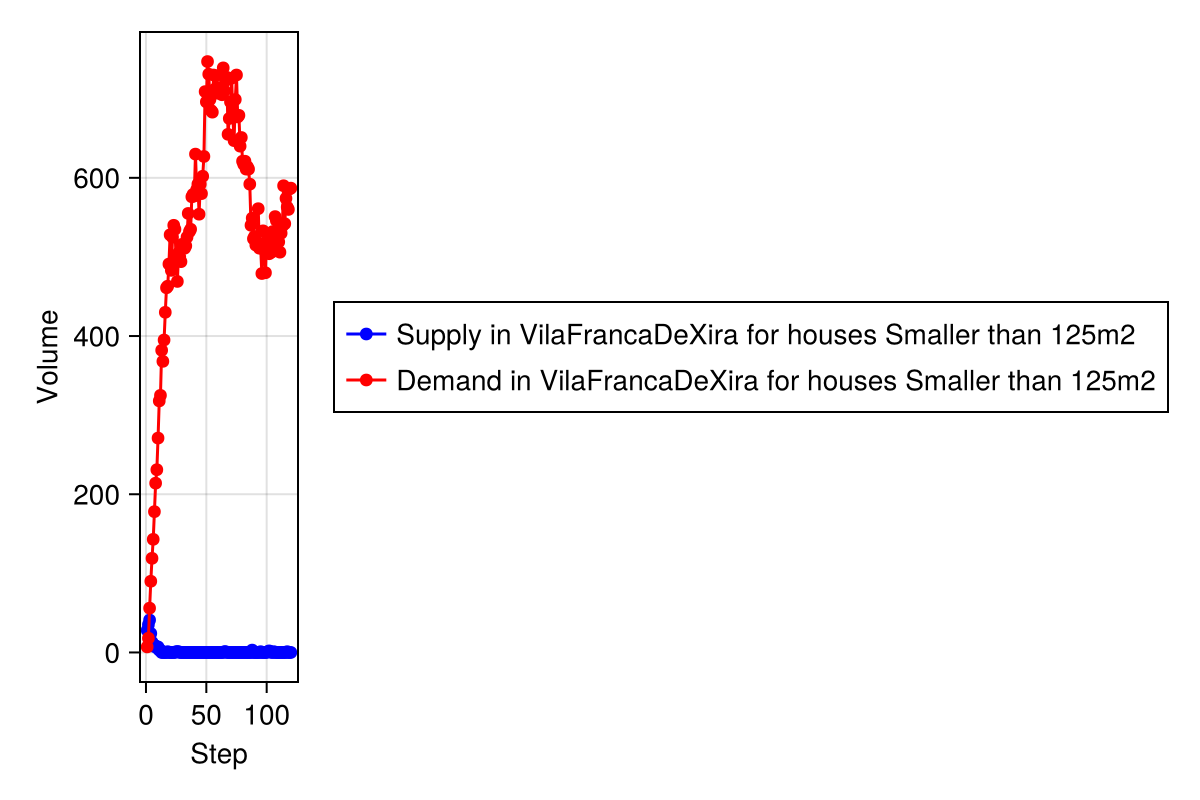 600
400
200
0
Volume
0 50 100
Step
Supply in VilaFrancaDeXira for houses Smaller than 125m2
Demand in VilaFrancaDeXira for houses Smaller than 125m2